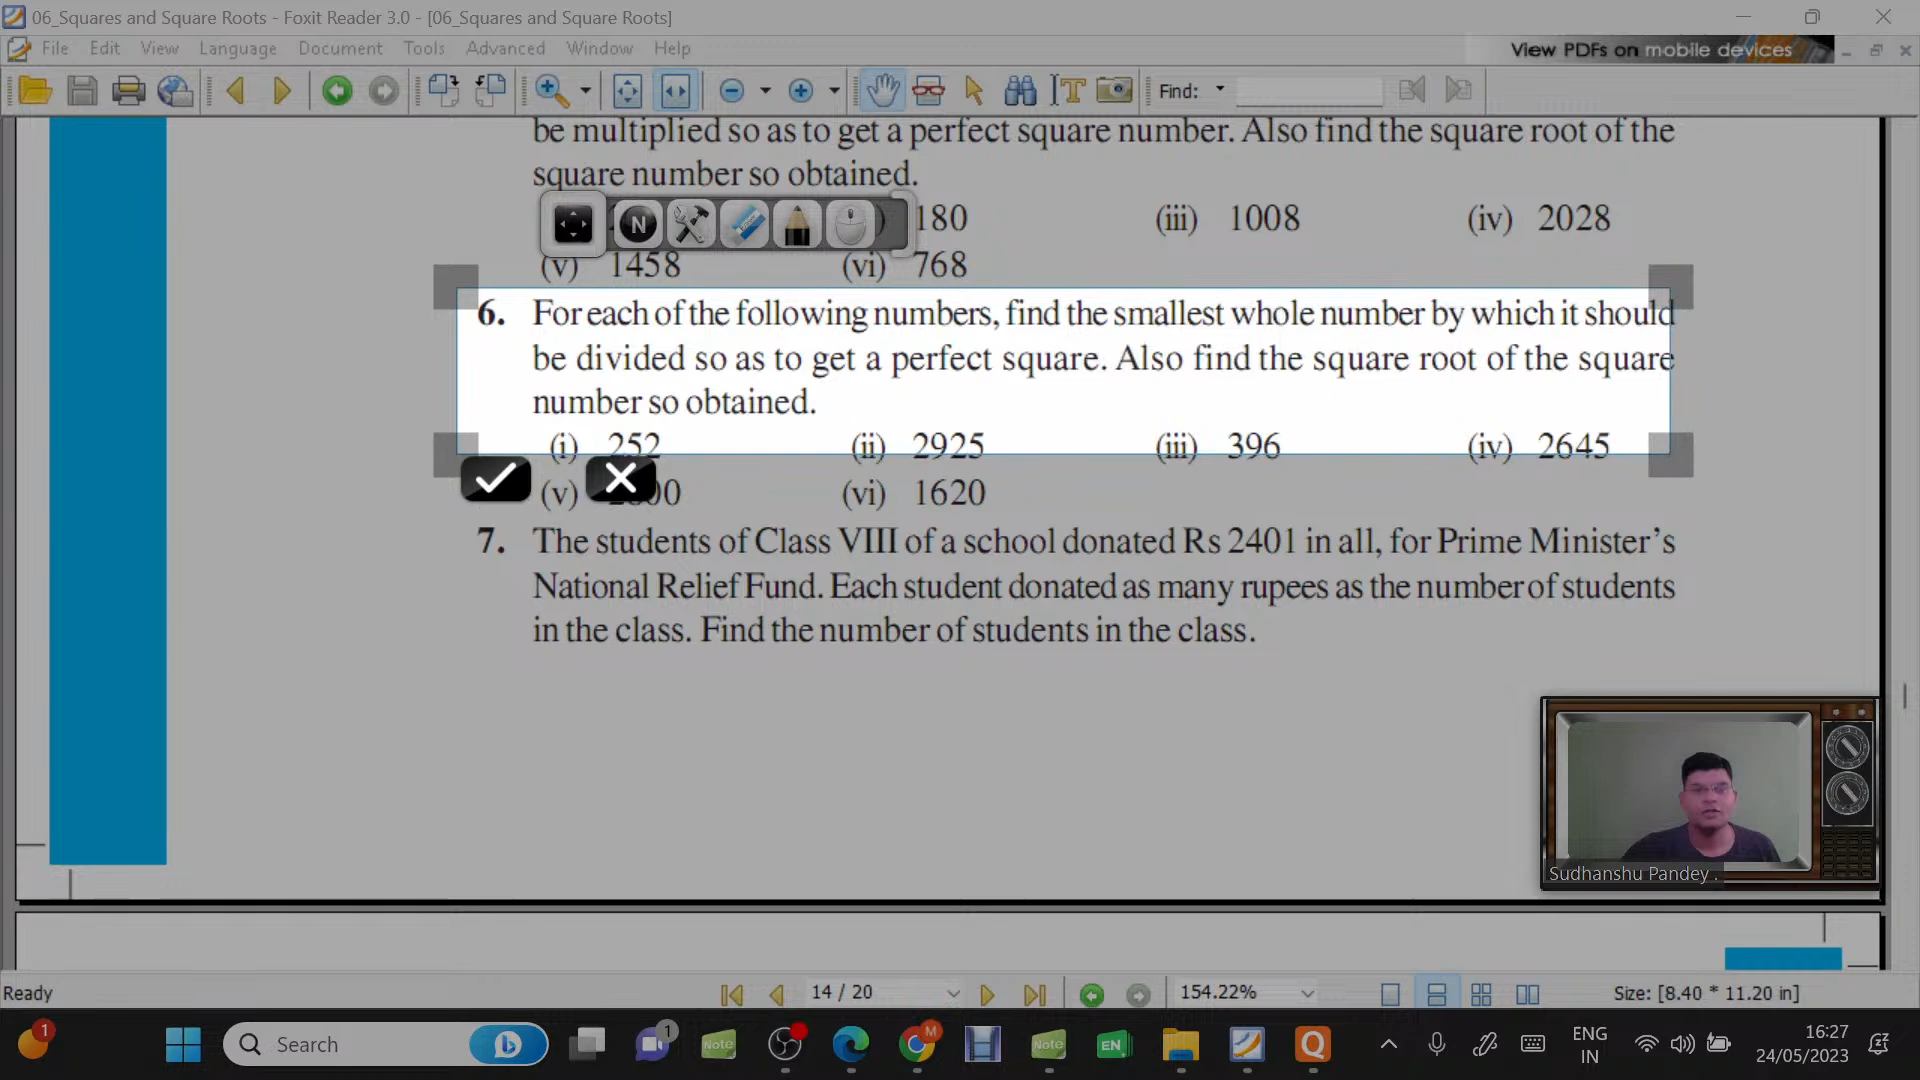 06_Squares and Square Roots - Foxit Reader 3.0 - [06_Squares and Square Roots]
File Edit View Language Document Tools Advanced Window Help
View PDFs on mobile devices
Find:
be multiplied so as to get a perfect square number. Also find the square root of the
square number so obtained.
N
180 (iii) 1008 (iv) 2028
(v) 1458 (vi) 768
6. For each of the following numbers, find the smallest whole number by which it should
be divided so as to get a perfect square. Also find the square root of the square
number so obtained.
(i) 252 (ii) 2925 (iii) 396 (iv) 2645
(v) (vi) 1620
7. The students of Class VIII of a school donated Rs 2401 in all, for Prime Minister's
National Relief Fund. Each student donated as many rupees as the number of students
in the class. Find the number of students in the class.
Sudhanshu Pandey .
Ready 14 / 20 154.22% Size: [8.40 * 11.20 in]
1 Search 1 Note M Note EN Q ENG IN 16:27 24/05/2023